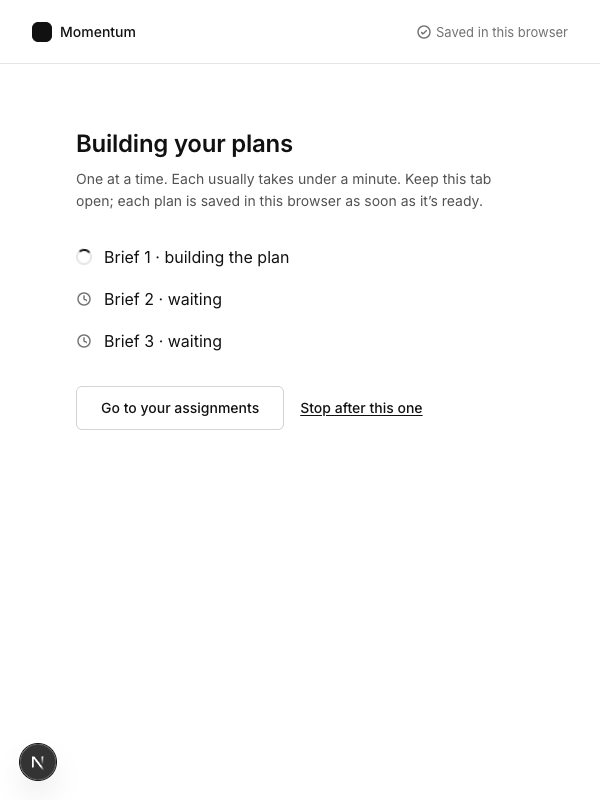 Momentum
Saved in this browser
Building your plans
One at a time. Each usually takes under a minute. Keep this tab
open; each plan is saved in this browser as soon as it’s ready.
Brief 1 · building the plan
Brief 2 · waiting
Brief 3 · waiting
Go to your assignments
Stop after this one
N